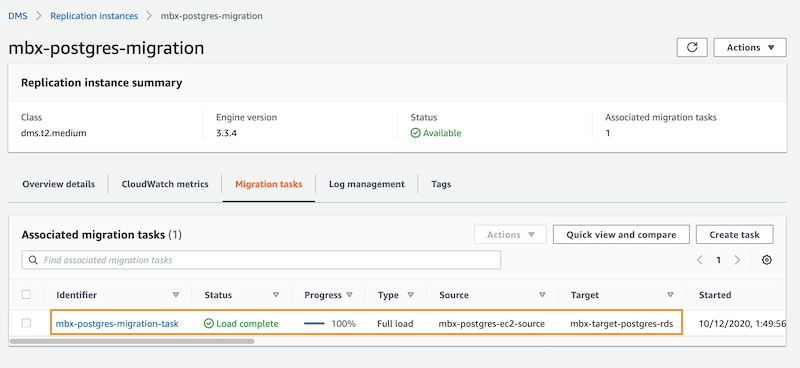 DMS > Replication instances > mbx-postgres-migration
mbx-postgres-migration
Actions
Replication instance summary
Class Engine version Status Associated migration tasks
dms.t2.medium 3.3.4 Available 1
Overview details CloudWatch metrics Migration tasks Log management Tags
Associated migration tasks (1) Actions Quick view and compare Create task
Find associated migration tasks 1
Identifier Status Progress Type Source Target Started
mbx-postgres-migration-task Load complete 100% Full load mbx-postgres-ec2-source mbx-target-postgres-rds 10/12/2020, 1:49:56